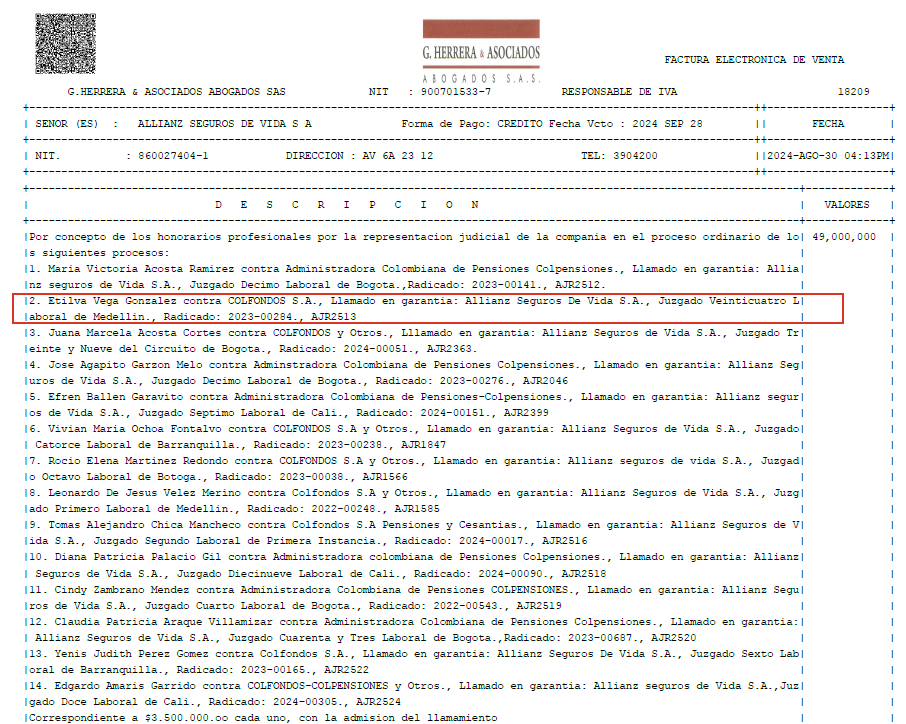 G. HERRERA & ASOCIADOS
ABOGADOS S.A.S.
FACTURA ELECTRONICA DE VENTA
G.HERRERA & ASOCIADOS ABOGADOS SAS NIT : 900701533-7 RESPONSABLE DE IVA 18209
SENOR (ES) : ALLIANZ SEGUROS DE VIDA S A Forma de Pago: CREDITO Fecha Vcto : 2024 SEP 28 FECHA
NIT. : 860027404-1 DIRECCION : AV 6A 23 12 TEL: 3904200 2024-AGO-30 04:13PM
D E S C R I P C I O N VALORES
Por concepto de los honorarios profesionales por la representacion judicial de la compania en el proceso ordinario de lo 49,000,000
s siguientes procesos:
1. Maria Victoria Acosta Ramirez contra Administradora Colombiana de Pensiones Colpensiones., Llamado en garantia: Allia
nz seguros de Vida S.A., Juzgado Decimo Laboral de Bogota.,Radicado: 2023-00141., AJR2512.
2. Etilva Vega Gonzalez contra COLFONDOS S.A., Llamado en garantia: Allianz Seguros De Vida S.A., Juzgado Veinticuatro L
aboral de Medellin., Radicado: 2023-00284., AJR2513
3. Juana Marcela Acosta Cortes contra COLFONDOS y Otros., Lllamado en garantia: Allianz Seguros de Vida S.A., Juzgado Tr
einte y Nueve del Circuito de Bogota., Radicado: 2024-00051., AJR2363.
4. Jose Agapito Garzon Melo contra Adminstradora Colombiana de Pensiones Colpensiones., Llamado en garantia: Allianz Seg
uros de Vida S.A., Juzgado Decimo Laboral de Bogota., Radicado: 2023-00276., AJR2046
5. Efren Ballen Garavito contra Administradora Colombiana de Pensiones-Colpensiones., Llamado en garantia: Allianz segur
os de Vida S.A., Juzgado Septimo Laboral de Cali., Radicado: 2024-00151., AJR2399
6. Vivian Maria Ochoa Fontalvo contra COLFONDOS S.A y Otros., Llamado en garantia: Allianz Seguros de Vida S.A., Juzgado
Catorce Laboral de Barranquilla., Radicado: 2023-00238., AJR1847
7. Rocio Elena Martinez Redondo contra COLFONDOS S.A y Otros., Llamado en garantia: Allianz seguros de vida S.A., Juzgad
o Octavo Laboral de Botoga., Radicado: 2023-00038., AJR1566
8. Leonardo De Jesus Velez Merino contra Colfondos S.A y Otros., Llamado en garantia: Allianz Seguros de Vida S.A., Juzg
ado Primero Laboral de Medellin., Radicado: 2022-00248., AJR1585
9. Tomas Alejandro Chica Mancheco contra Colfondos S.A Pensiones y Cesantias., Llamado en garantia: Allianz Seguros de V
ida S.A., Juzgado Segundo Laboral de Primera Instancia., Radicado: 2024-00017., AJR2516
10. Diana Patricia Palacio Gil contra Administradora colombiana de Pensiones Colpensiones., Llamado en garantia: Allianz
Seguros de Vida S.A., Juzgado Diecinueve Laboral de Cali., Radicado: 2024-00090., AJR2518
11. Cindy Zambrano Mendez contra Administradora Colombiana de Pensiones COLPENSIONES., Llamado en garantia: Allianz Segu
ros de Vida S.A., Juzgado Cuarto Laboral de Bogota., Radicado: 2022-00543., AJR2519
12. Claudia Patricia Araque Villamizar contra Administradora Colombiana de Pensiones Colpensiones., Llamado en garantia:
Allianz Seguros de Vida S.A., Juzgado Cuarenta y Tres Laboral de Bogota.,Radicado: 2023-00687., AJR2520
13. Yenis Judith Perez Gomez contra Colfondos S.A., Llamado en garantia: Allianz Seguros De Vida S.A., Juzgado Sexto Lab
oral de Barranquilla., Radicado: 2023-00165., AJR2522
14. Edgardo Amaris Garrido contra COLFONDOS-COLPENSIONES y Otros., Llamado en garantia: Allianz seguros de Vida S.A.,Juz
gado Doce Laboral de Cali., Radicado: 2024-00305., AJR2524
Correspondiente a $3.500.000.oo cada uno, con la admision del llamamiento